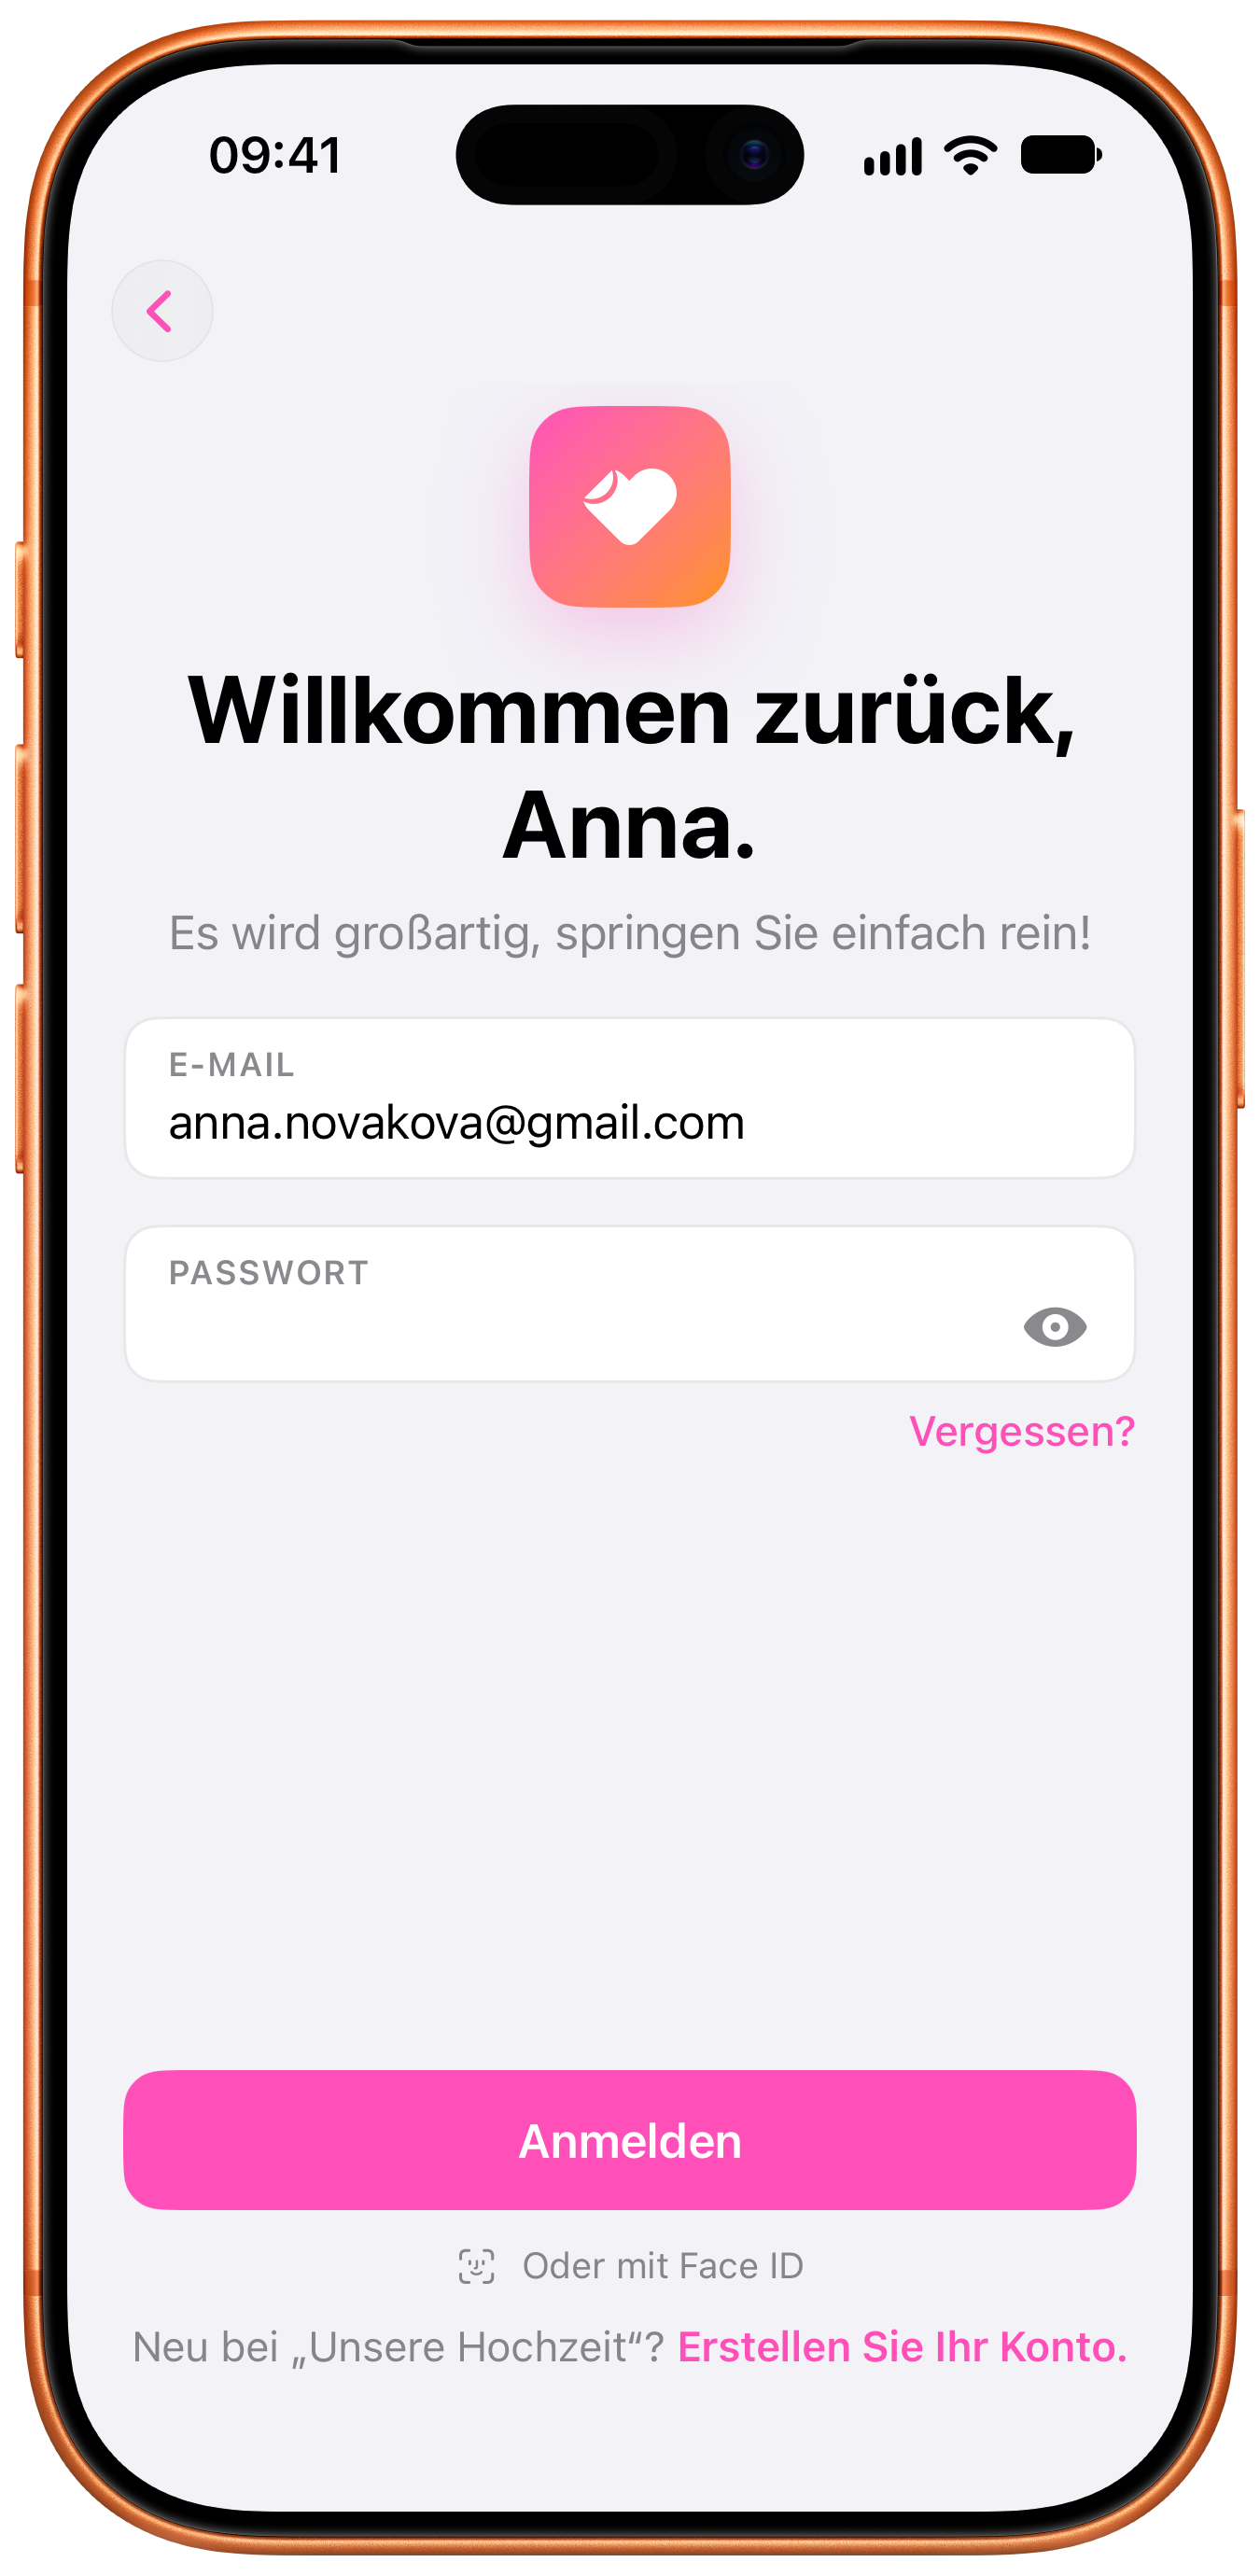 09:41
Willkommen zurück,
Anna.
Es wird großartig, springen Sie einfach rein!
E-MAIL
anna.novakova@gmail.com
PASSWORT
Vergessen?
Anmelden
Oder mit Face ID
Neu bei „Unsere Hochzeit“? Erstellen Sie Ihr Konto.